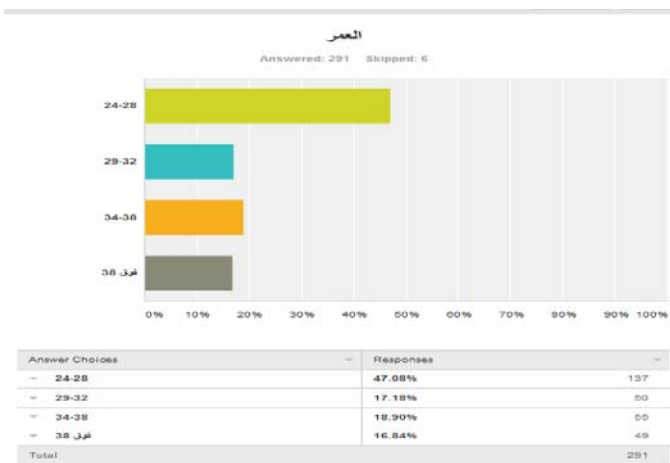 العمر
Answered: 291 Skipped: 6
24-28
29-32
34-38
فوق 38
0% 10% 20% 30% 40% 50% 60% 70% 80% 90% 100%
Answer Choices Responses
24-28 47.08% 137
29-32 17.18% 50
34-38 18.90% 55
فوق 38 16.84% 49
Total 291